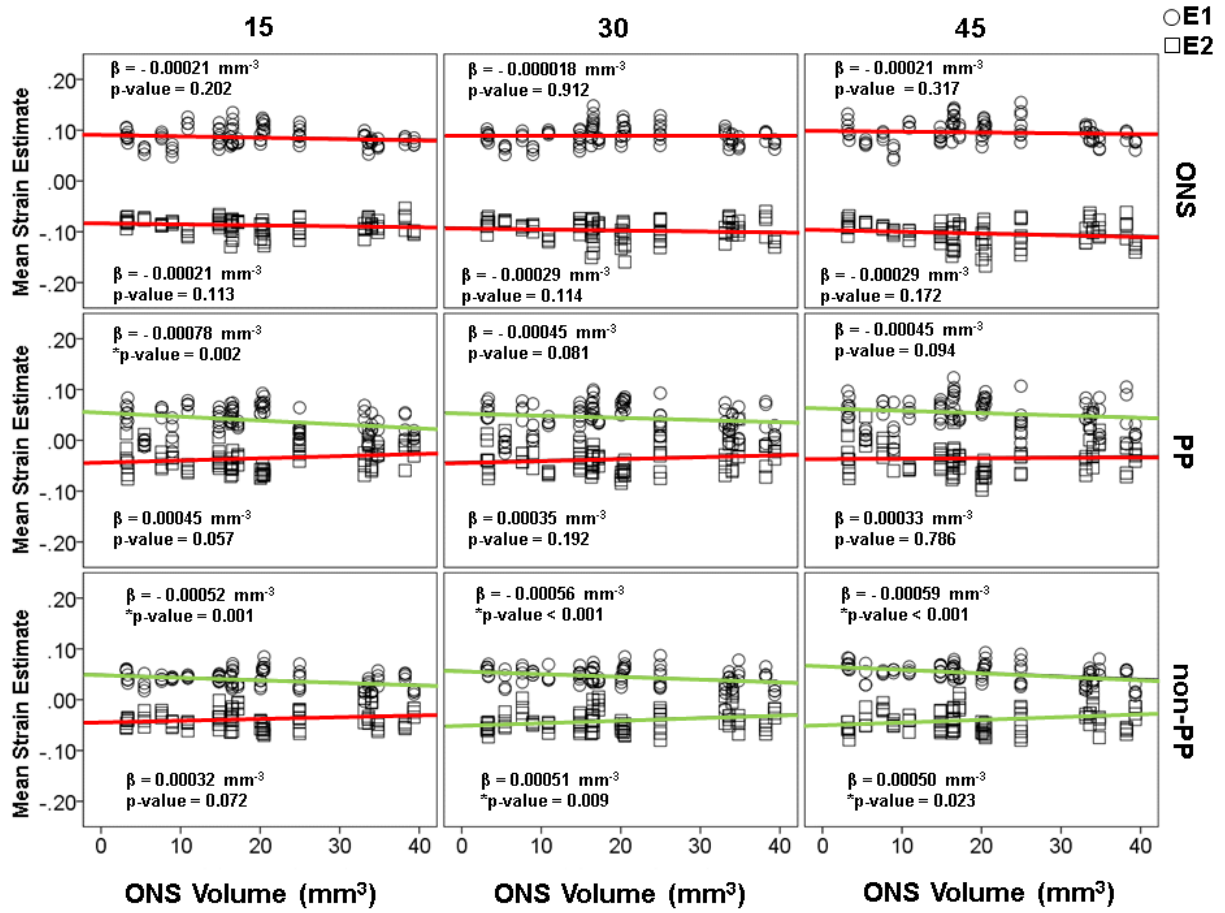 15
30
45
E1
E2
Mean Strain Estimate
.20
.10
.00
-.10
-.20
β = - 0.00021 mm-3
p-value = 0.202
β = - 0.00021 mm-3
p-value = 0.113
β = - 0.000018 mm-3
p-value = 0.912
β = - 0.00029 mm-3
p-value = 0.114
β = - 0.00021 mm-3
p-value = 0.317
β = - 0.00029 mm-3
p-value = 0.172
ONS
Mean Strain Estimate
.20
.10
.00
-.10
-.20
β = - 0.00078 mm-3
*p-value = 0.002
β = 0.00045 mm-3
p-value = 0.057
β = - 0.00045 mm-3
p-value = 0.081
β = 0.00035 mm-3
p-value = 0.192
β = - 0.00045 mm-3
p-value = 0.094
β = 0.00033 mm-3
p-value = 0.786
PP
Mean Strain Estimate
.20
.10
.00
-.10
-.20
β = - 0.00052 mm-3
*p-value = 0.001
β = 0.00032 mm-3
p-value = 0.072
β = - 0.00056 mm-3
*p-value < 0.001
β = 0.00051 mm-3
*p-value = 0.009
β = - 0.00059 mm-3
*p-value < 0.001
β = 0.00050 mm-3
*p-value = 0.023
non-PP
0 10 20 30 40
0 10 20 30 40
0 10 20 30 40
ONS Volume (mm3)
ONS Volume (mm3)
ONS Volume (mm3)